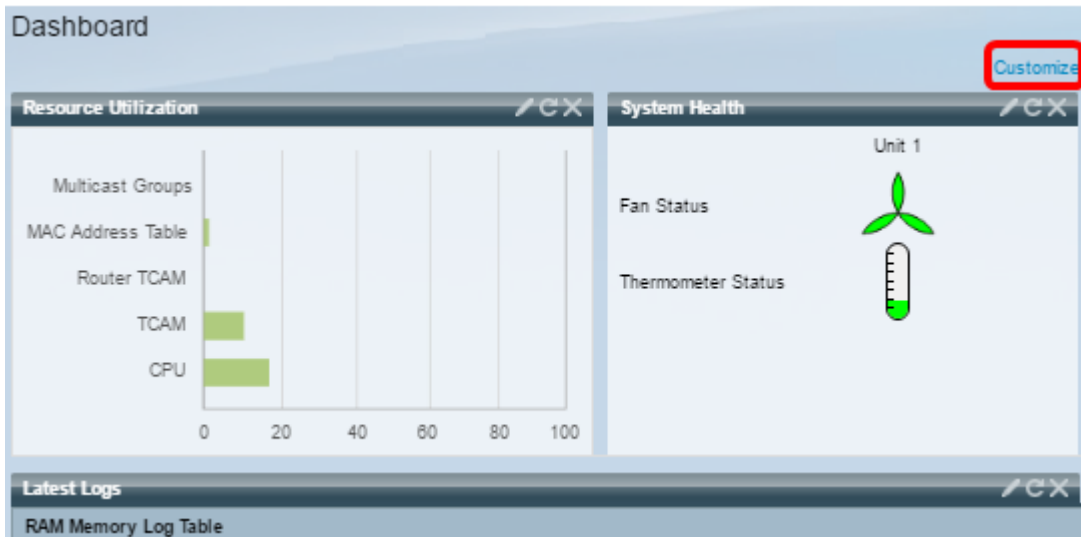 Dashboard
Customize
Resource Utilization
Multicast Groups
MAC Address Table
Router TCAM
TCAM
CPU
0 20 40 60 80 100
System Health
Unit 1
Fan Status
Thermometer Status
Latest Logs
RAM Memory Log Table